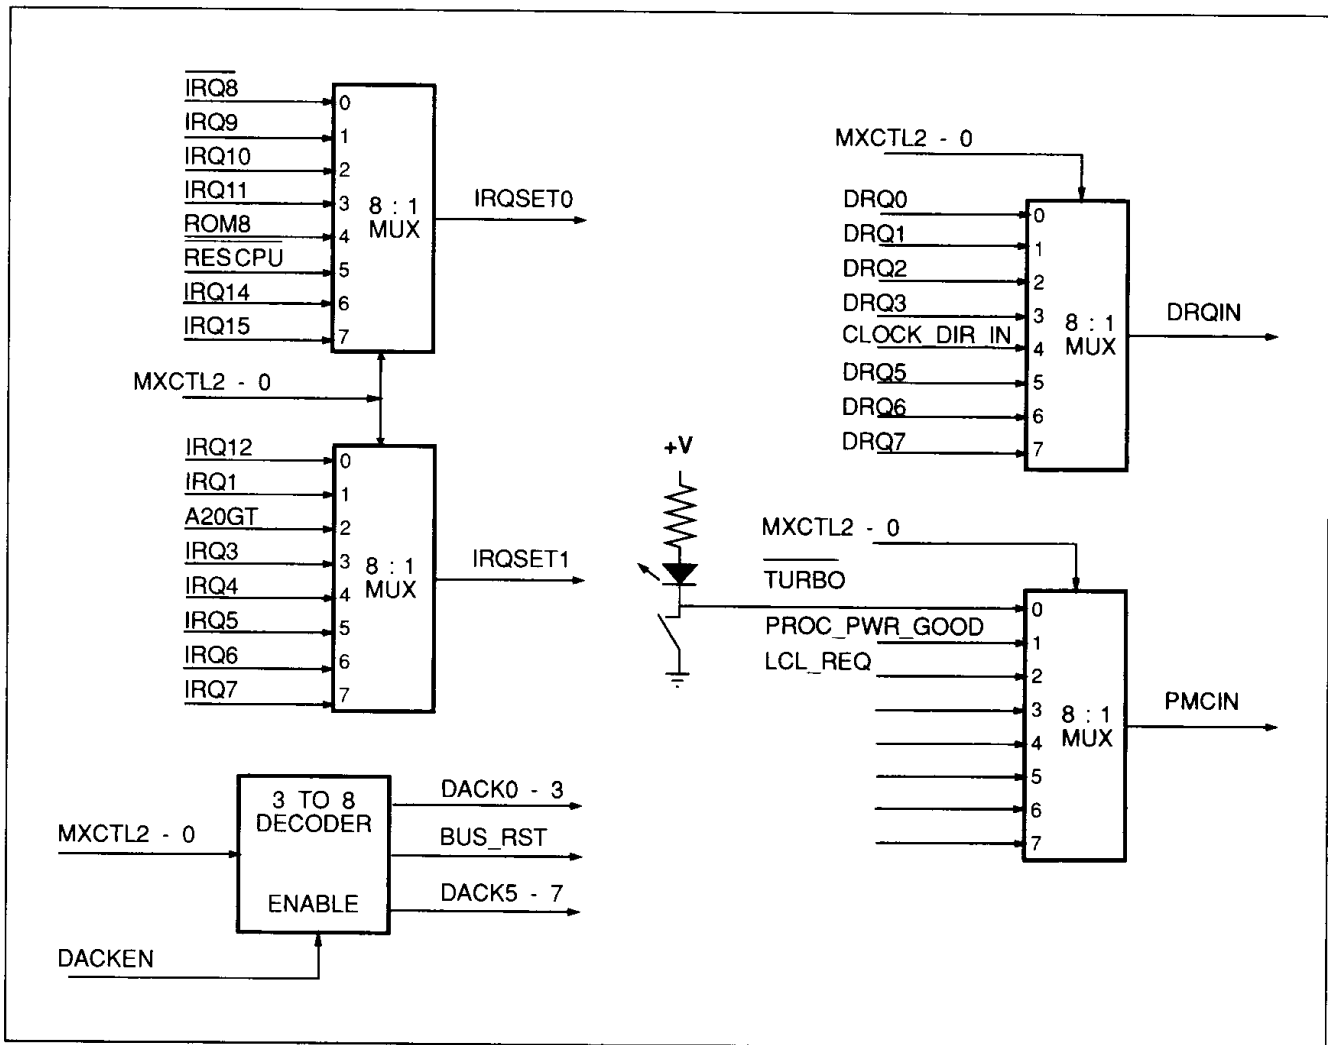 IRQ8
0
IRQ9
1
IRQ10
2
IRQ11
3
ROM8
4
RESCPU
5
IRQ14
6
IRQ15
7
8 : 1
MUX
IRQSET0
MXCTL2 - 0
IRQ12
0
IRQ1
1
A20GT
2
IRQ3
3
IRQ4
4
IRQ5
5
IRQ6
6
IRQ7
7
8 : 1
MUX
IRQSET1
MXCTL2 - 0
3 TO 8
DECODER
ENABLE
DACKEN
DACK0 - 3
BUS_RST
DACK5 - 7
MXCTL2 - 0
DRQ0
0
DRQ1
1
DRQ2
2
DRQ3
3
CLOCK_DIR_IN
4
DRQ5
5
DRQ6
6
DRQ7
7
8 : 1
MUX
DRQIN
+V
MXCTL2 - 0
TURBO
0
PROC_PWR_GOOD
1
LCL_REQ
2
3
4
5
6
7
8 : 1
MUX
PMCIN